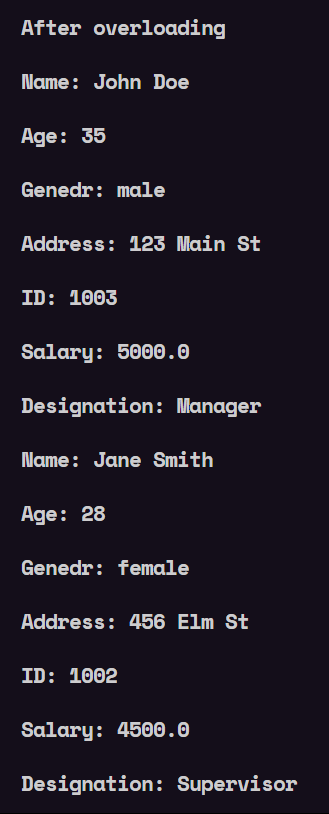 After overloading
Name: John Doe
Age: 35
Genedr: male
Address: 123 Main St
ID: 1003
Salary: 5000.0
Designation: Manager
Name: Jane Smith
Age: 28
Genedr: female
Address: 456 Elm St
ID: 1002
Salary: 4500.0
Designation: Supervisor